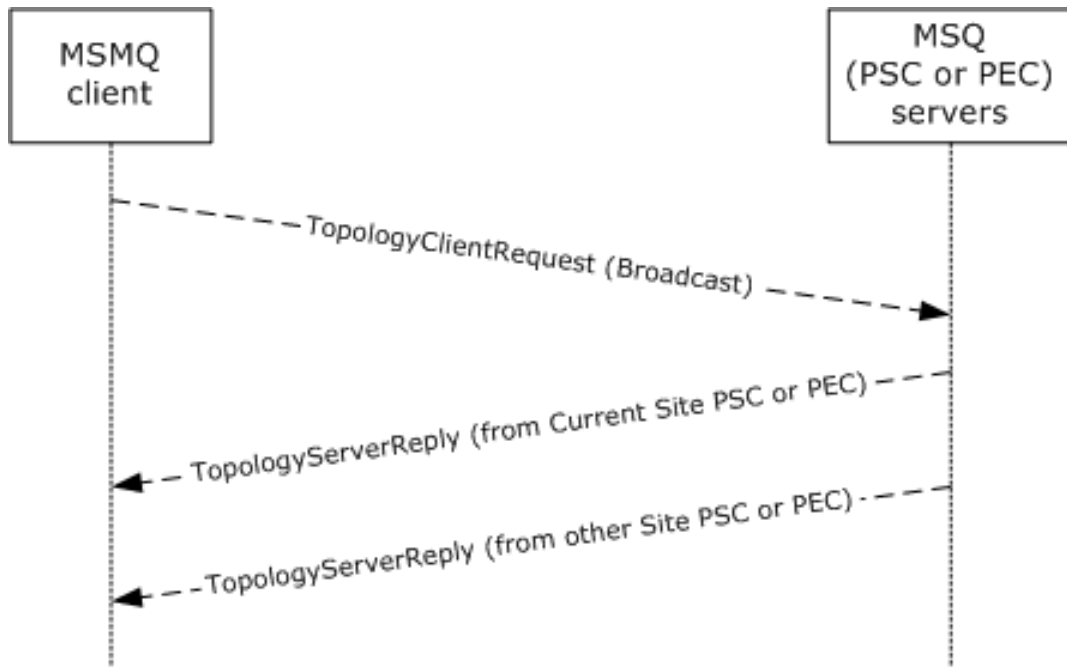 MSMQ
client
MSQ
(PSC or PEC)
servers
TopologyClientRequest (Broadcast)
TopologyServerReply (from Current Site PSC or PEC)
TopologyServerReply (from other Site PSC or PEC)